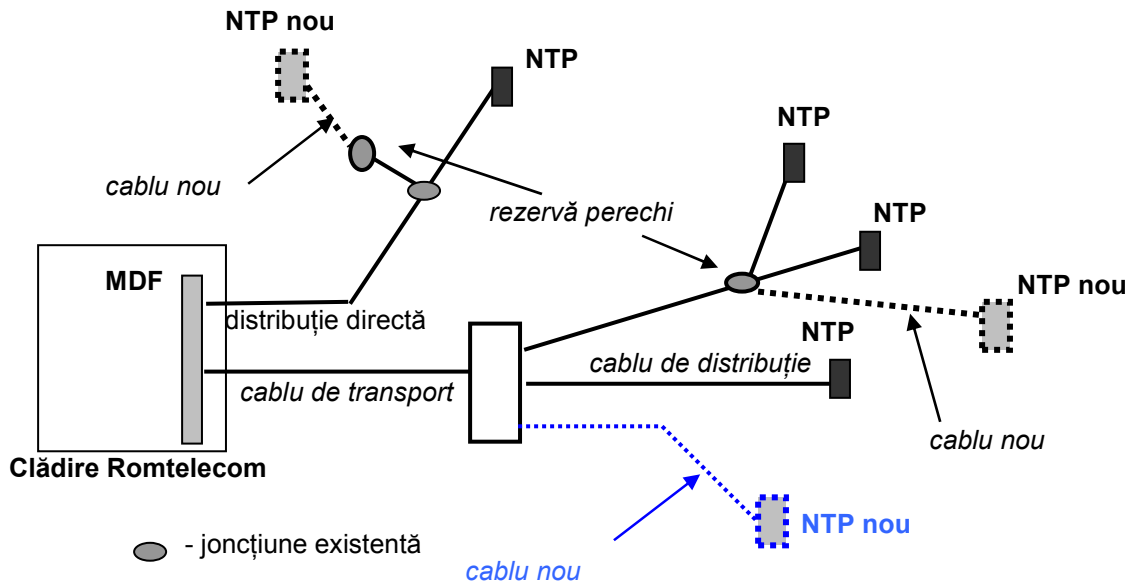 NTP nou
NTP
NTP
cablu nou
rezervă perechi
NTP
MDF
NTP nou
distribuție directă
NTP
cablu de distribuție
cablu de transport
cablu nou
Clădire Romtelecom
NTP nou
- joncțiune existentă
cablu nou